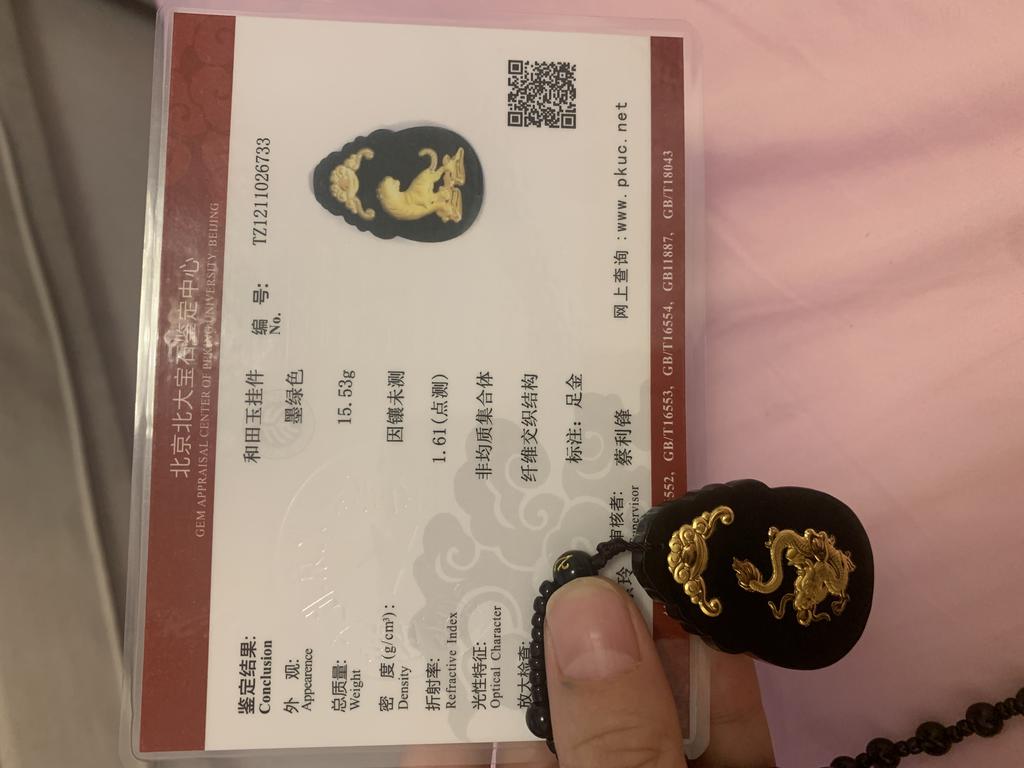 北京北大宝石鉴定中心
GEM APPRAISAL CENTER OF PEKING UNIVERSITY BEIJING
编 号: TZ1211026733
No.
鉴定结果: 和田玉挂件
Conclusion
外 观: 墨绿色
Appearance
总质量: 15.53g
Weight
密 度(g/cm³): 因镶未测
Density
折射率: 1.61(点测)
Refractive Index
光性特征: 非均质集合体
Optical Character
放大检查: 纤维交织结构
标注: 足金
玲 审核者: 蔡利锋
网上查询:www.pkuc.net
552, GB/T16553, GB/T16554, GB11887, GB/T18043